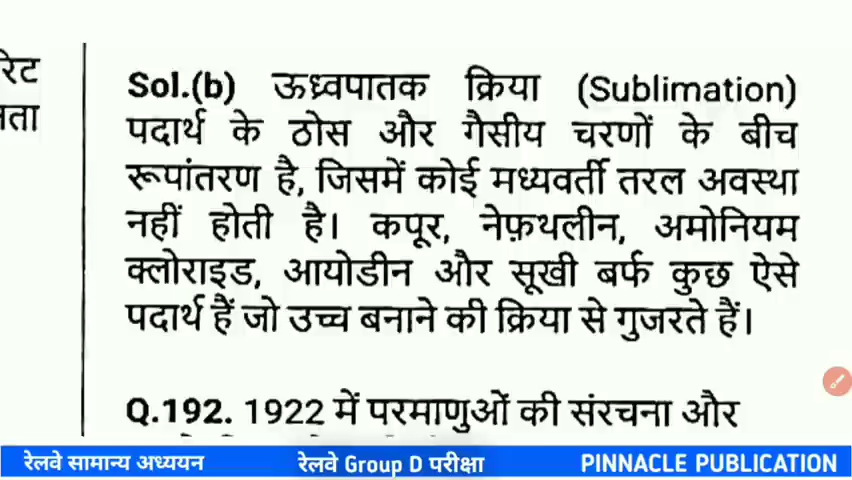 रिट
नता
Sol.(b) ऊध्र्वपातक क्रिया (Sublimation)
पदार्थ के ठोस और गैसीय चरणों के बीच
रूपांतरण है, जिसमें कोई मध्यवर्ती तरल अवस्था
नहीं होती है। कपूर, नेफ़थलीन, अमोनियम
क्लोराइड, आयोडीन और सूखी बर्फ कुछ ऐसे
पदार्थ हैं जो उच्च बनाने की क्रिया से गुजरते हैं।
Q.192. 1922 में परमाणुओं की संरचना और
रेलवे सामान्य अध्ययन रेलवे Group D परीक्षा PINNACLE PUBLICATION